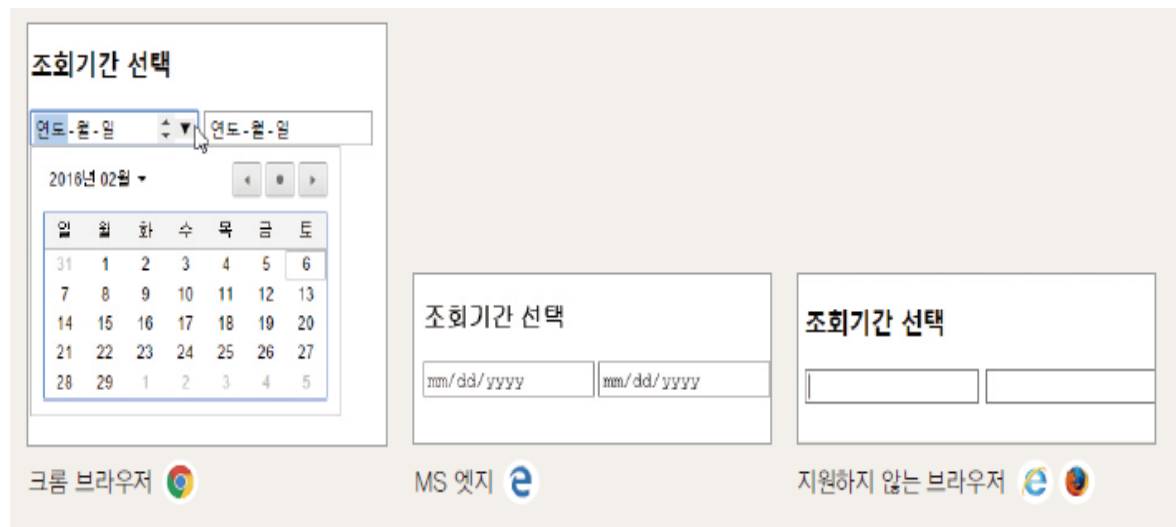 조회기간 선택
연도-월-일 연도-월-일
2016년 02월
일 월 화 수 목 금 토
31 1 2 3 4 5 6
7 8 9 10 11 12 13
14 15 16 17 18 19 20
21 22 23 24 25 26 27
28 29 1 2 3 4 5
크롬 브라우저
조회기간 선택
mm/dd/yyyy mm/dd/yyyy
MS 엣지
조회기간 선택
지원하지 않는 브라우저